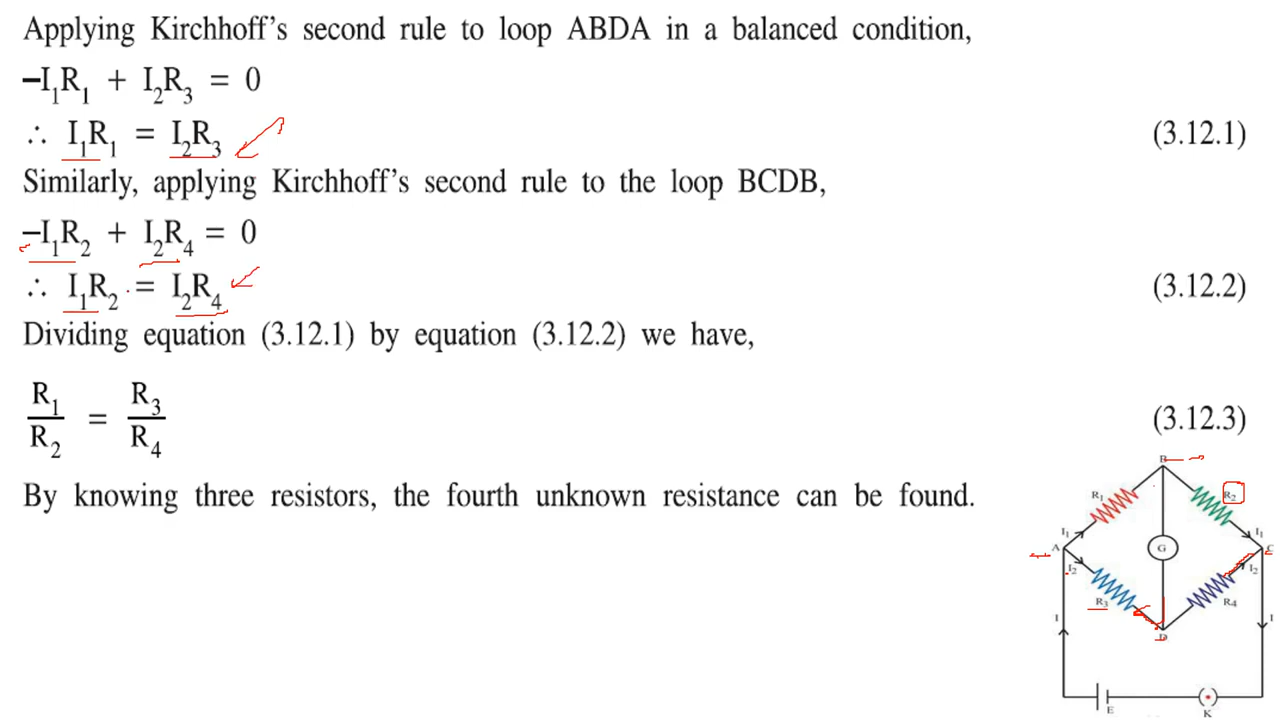 Applying Kirchhoff's second rule to loop ABDA in a balanced condition,
–I₁R₁ + I₂R₃ = 0
∴ I₁R₁ = I₂R₃ (3.12.1)
Similarly, applying Kirchhoff's second rule to the loop BCDB,
–I₁R₂ + I₂R₄ = 0
∴ I₁R₂ = I₂R₄ (3.12.2)
Dividing equation (3.12.1) by equation (3.12.2) we have,
R₁/R₂ = R₃/R₄ (3.12.3)
By knowing three resistors, the fourth unknown resistance can be found.
B
R₁ R₂
I₁ I₁
A G C
I₂ I₂
R₃ R₄
I I
D
E K